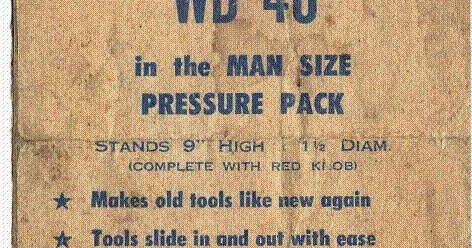 WD 40
in the MAN SIZE
PRESSURE PACK
STANDS 9" HIGH : 1½ DIAM.
(COMPLETE WITH RED KNOB)
★ Makes old tools like new again
★ Tools slide in and out with ease